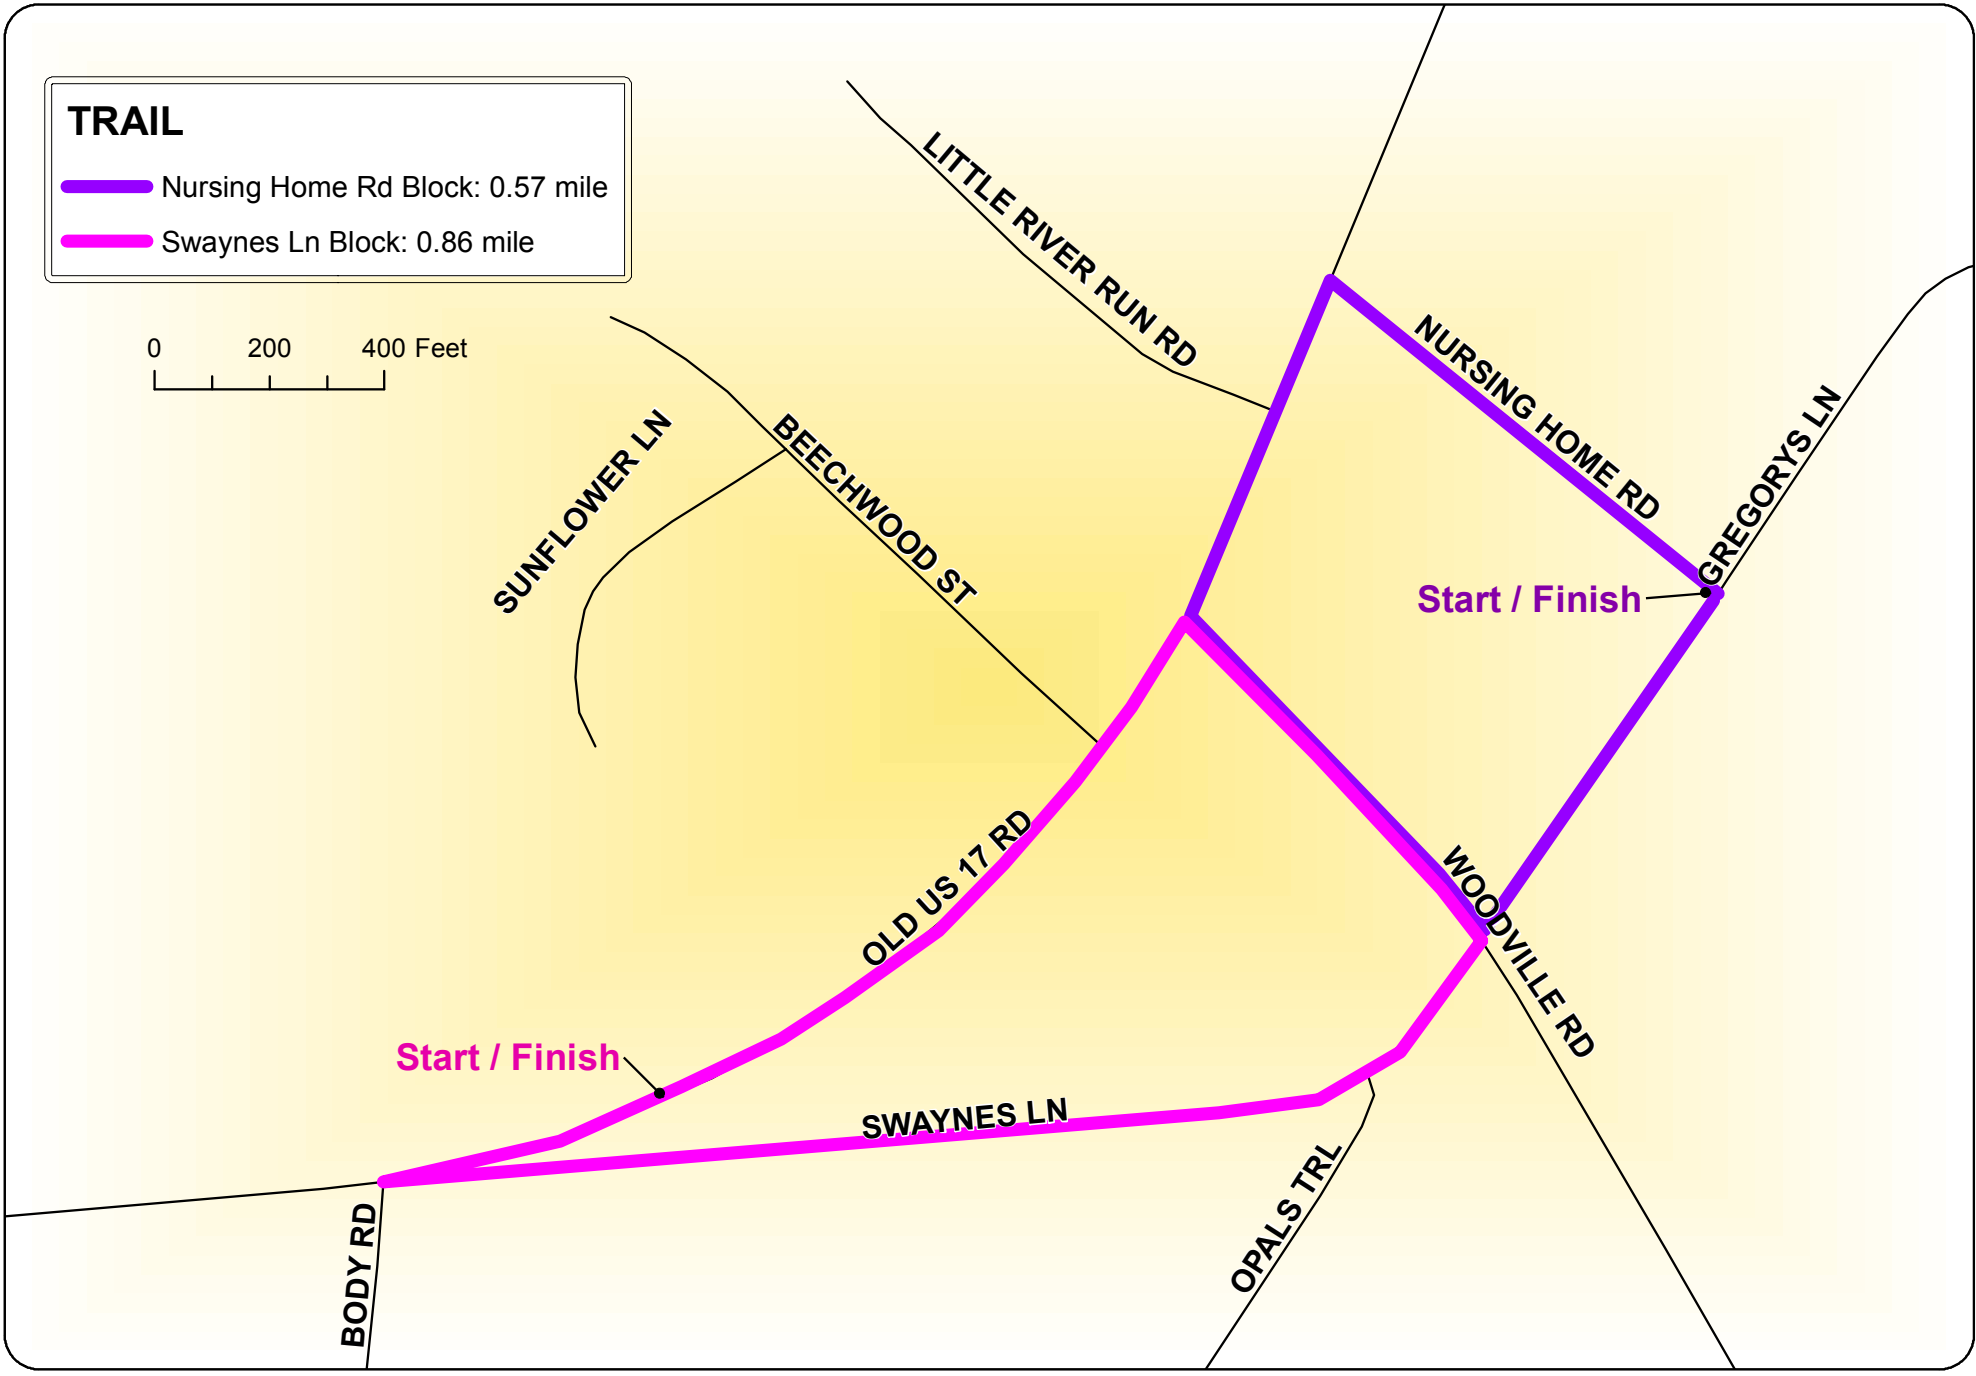 TRAIL
Nursing Home Rd Block: 0.57 mile
Swaynes Ln Block: 0.86 mile
0 200 400 Feet
LITTLE RIVER RUN RD
NURSING HOME RD
GREGORYS LN
SUNFLOWER LN
BEECHWOOD ST
Start / Finish
OLD US 17 RD
WOODVILLE RD
Start / Finish
SWAYNES LN
OPALS TRL
BODY RD